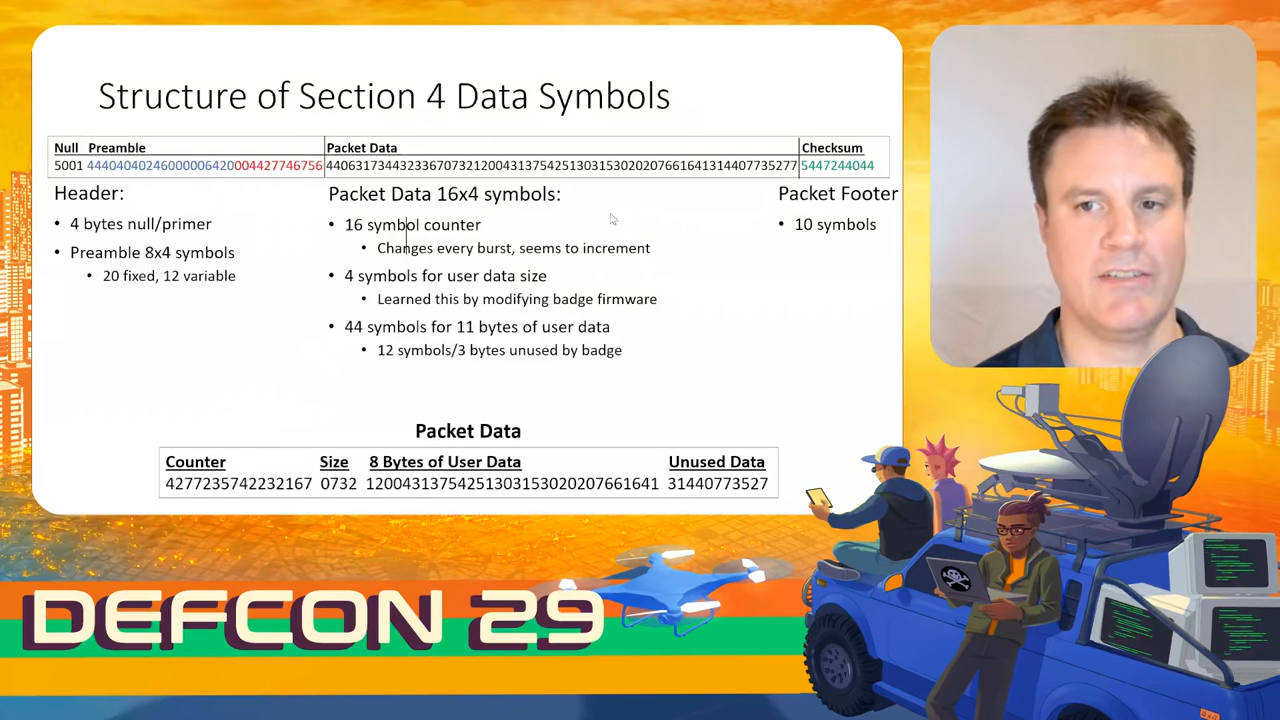 Structure of Section 4 Data Symbols
Null Preamble Packet Data Checksum
5001 44404040246000006420004427746756 4406317344323367073212004313754251303153020207661641314407735277 5447244044
Header:
• 4 bytes null/primer
• Preamble 8x4 symbols
• 20 fixed, 12 variable
Packet Data 16x4 symbols:
• 16 symbol counter
• Changes every burst, seems to increment
• 4 symbols for user data size
• Learned this by modifying badge firmware
• 44 symbols for 11 bytes of user data
• 12 symbols/3 bytes unused by badge
Packet Footer
• 10 symbols
Packet Data
Counter Size 8 Bytes of User Data Unused Data
4277235742232167 0732 12004313754251303153020207661641 31440773527
DEFCON 29